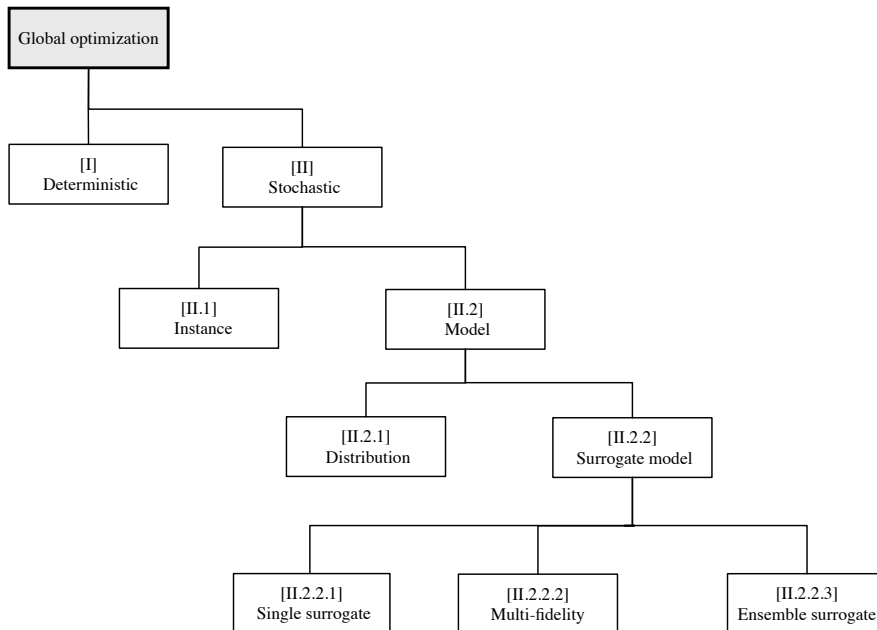 Global optimization
[I]
Deterministic
[II]
Stochastic
[II.1]
Instance
[II.2]
Model
[II.2.1]
Distribution
[II.2.2]
Surrogate model
[II.2.2.1]
Single surrogate
[II.2.2.2]
Multi-fidelity
[II.2.2.3]
Ensemble surrogate